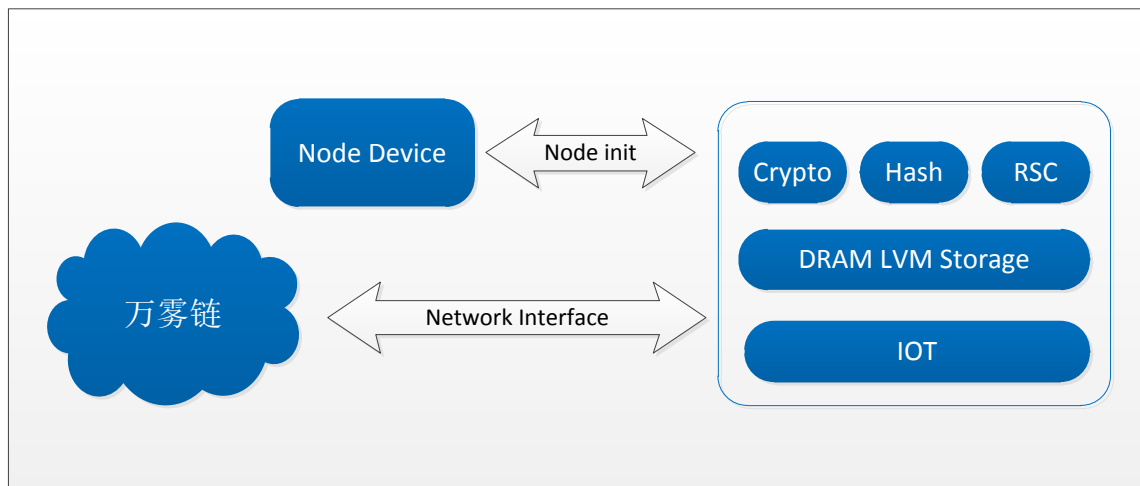 Node Device
Node init
Crypto
Hash
RSC
DRAM LVM Storage
万雾链
Network Interface
IOT